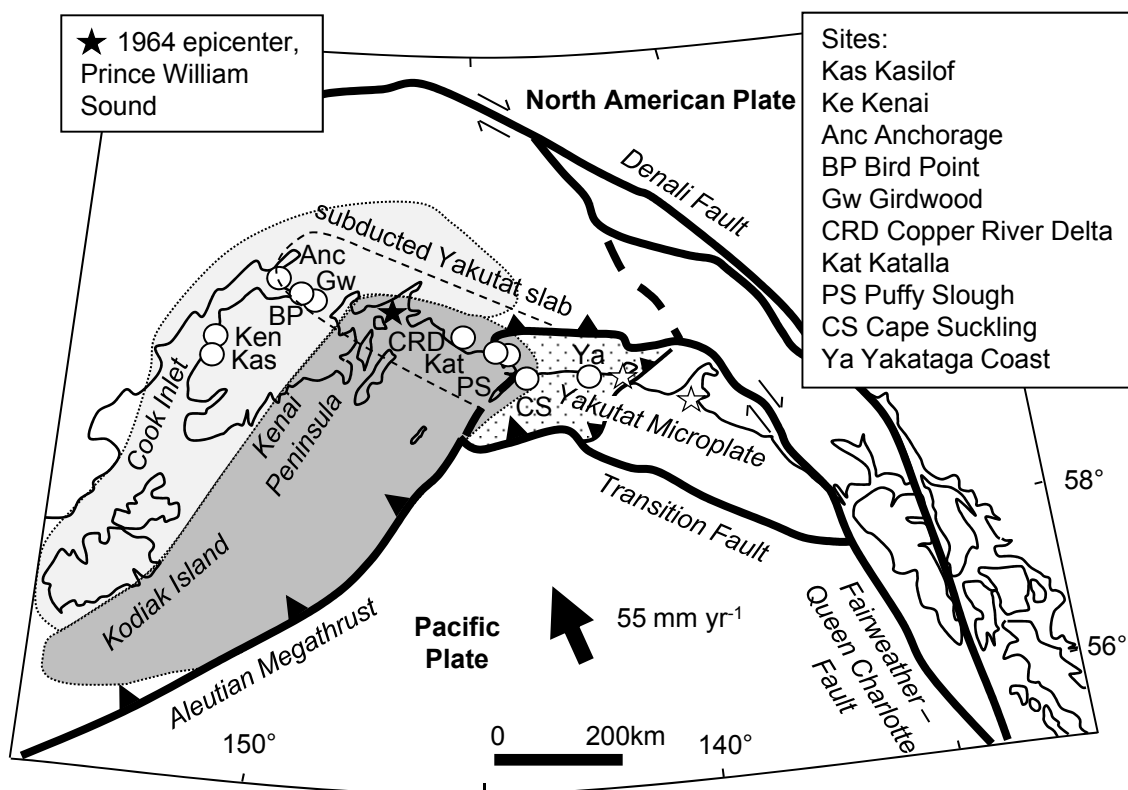 ★ 1964 epicenter,
Prince William
Sound
Sites:
Kas Kasilof
Ke Kenai
Anc Anchorage
BP Bird Point
Gw Girdwood
CRD Copper River Delta
Kat Katalla
PS Puffy Slough
CS Cape Suckling
Ya Yakataga Coast
North American Plate
Denali Fault
subducted Yakutat slab
Anc
Gw
BP
Ken
Kas
CRD
Kat
PS
CS
Ya
Cook Inlet
Kenai
Peninsula
Yakutat Microplate
Transition Fault
58°
Kodiak Island
Aleutian Megathrust
Pacific
Plate
55 mm yr-1
Fairweather –
Queen Charlotte
Fault
56°
150°
0
200km
140°